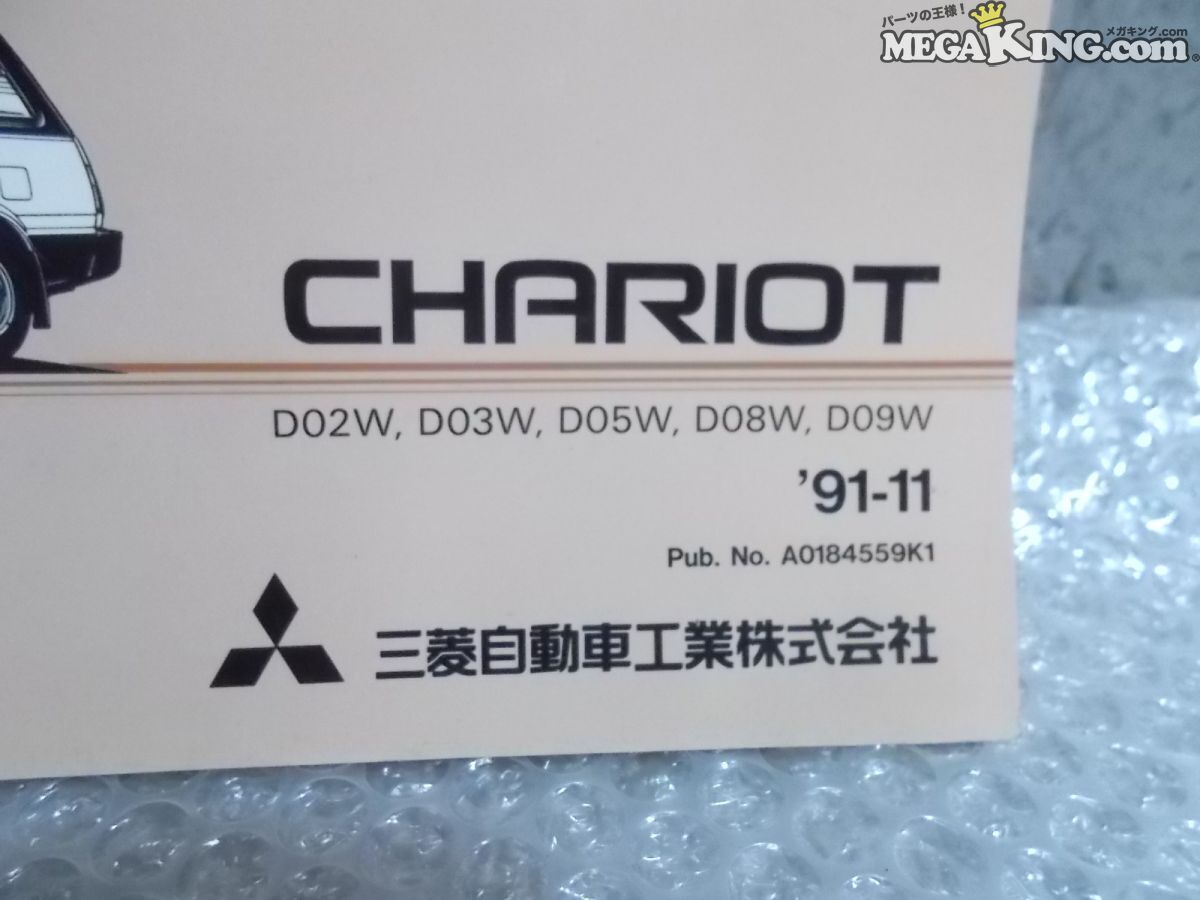 パーツの王様！
メガキング.com
MEGAKING.com®
CHARIOT
D02W, D03W, D05W, D08W, D09W
’91-11
Pub. No. A0184559K1
三菱自動車工業株式会社